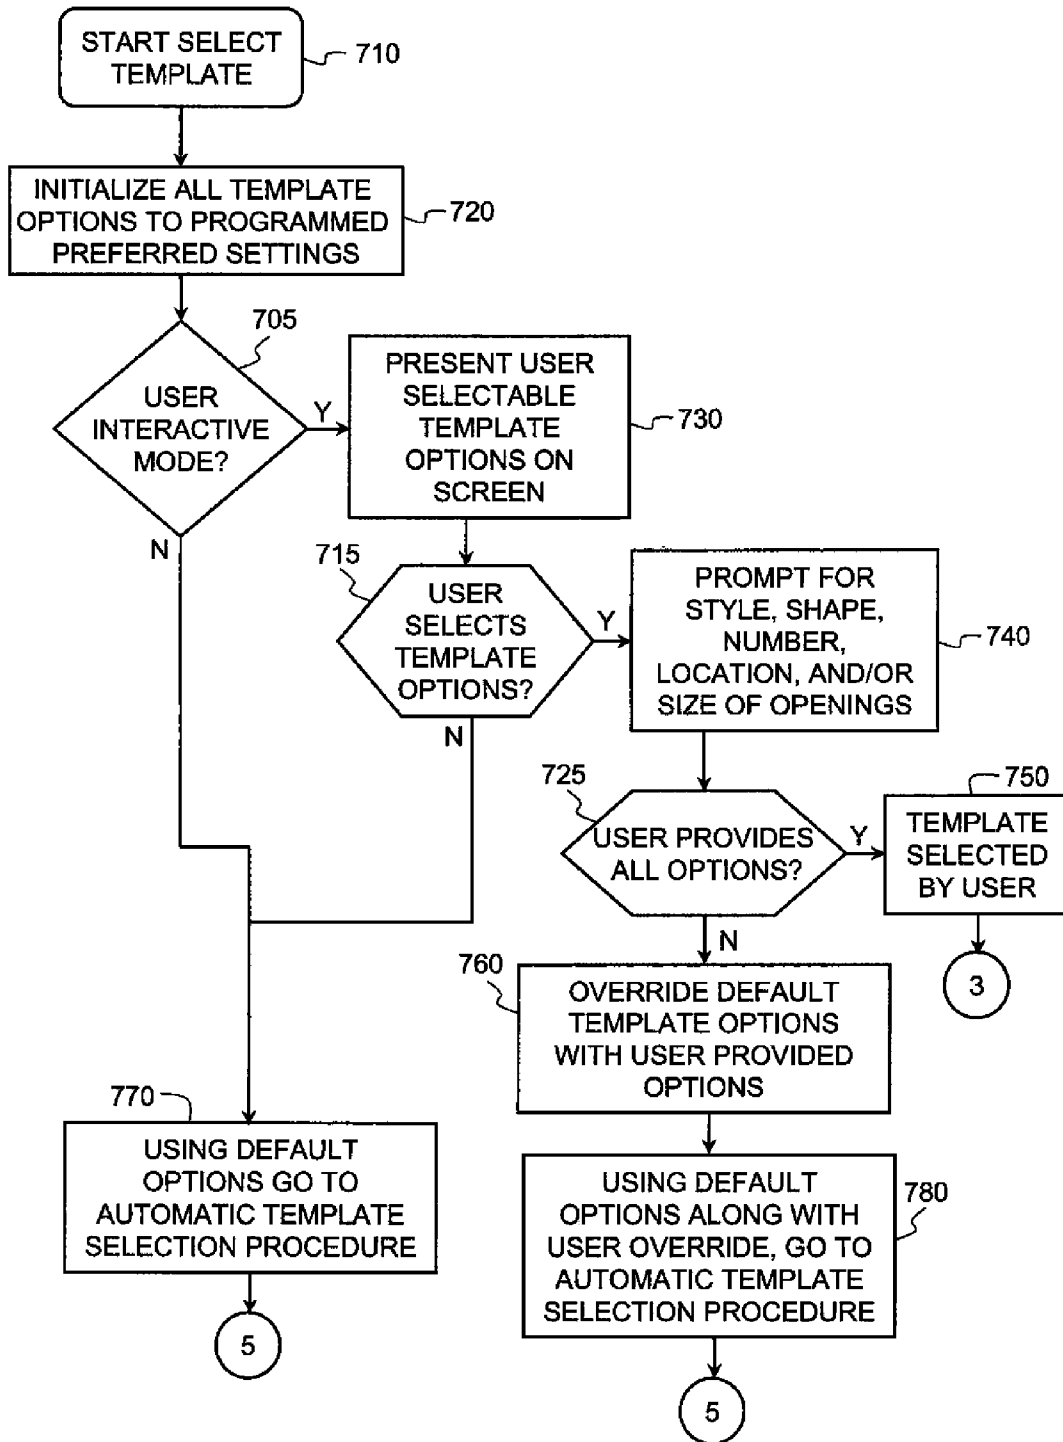 START SELECT
TEMPLATE
710
INITIALIZE ALL TEMPLATE
OPTIONS TO PROGRAMMED
PREFERRED SETTINGS
720
705
USER
INTERACTIVE
MODE?
Y
N
PRESENT USER
SELECTABLE
TEMPLATE
OPTIONS ON
SCREEN
730
715
USER
SELECTS
TEMPLATE
OPTIONS?
Y
N
PROMPT FOR
STYLE, SHAPE,
NUMBER,
LOCATION, AND/OR
SIZE OF OPENINGS
740
725
USER PROVIDES
ALL OPTIONS?
Y
N
750
TEMPLATE
SELECTED
BY USER
3
760
OVERRIDE DEFAULT
TEMPLATE OPTIONS
WITH USER PROVIDED
OPTIONS
770
USING DEFAULT
OPTIONS GO TO
AUTOMATIC TEMPLATE
SELECTION PROCEDURE
5
USING DEFAULT
OPTIONS ALONG WITH
USER OVERRIDE, GO TO
AUTOMATIC TEMPLATE
SELECTION PROCEDURE
780
5